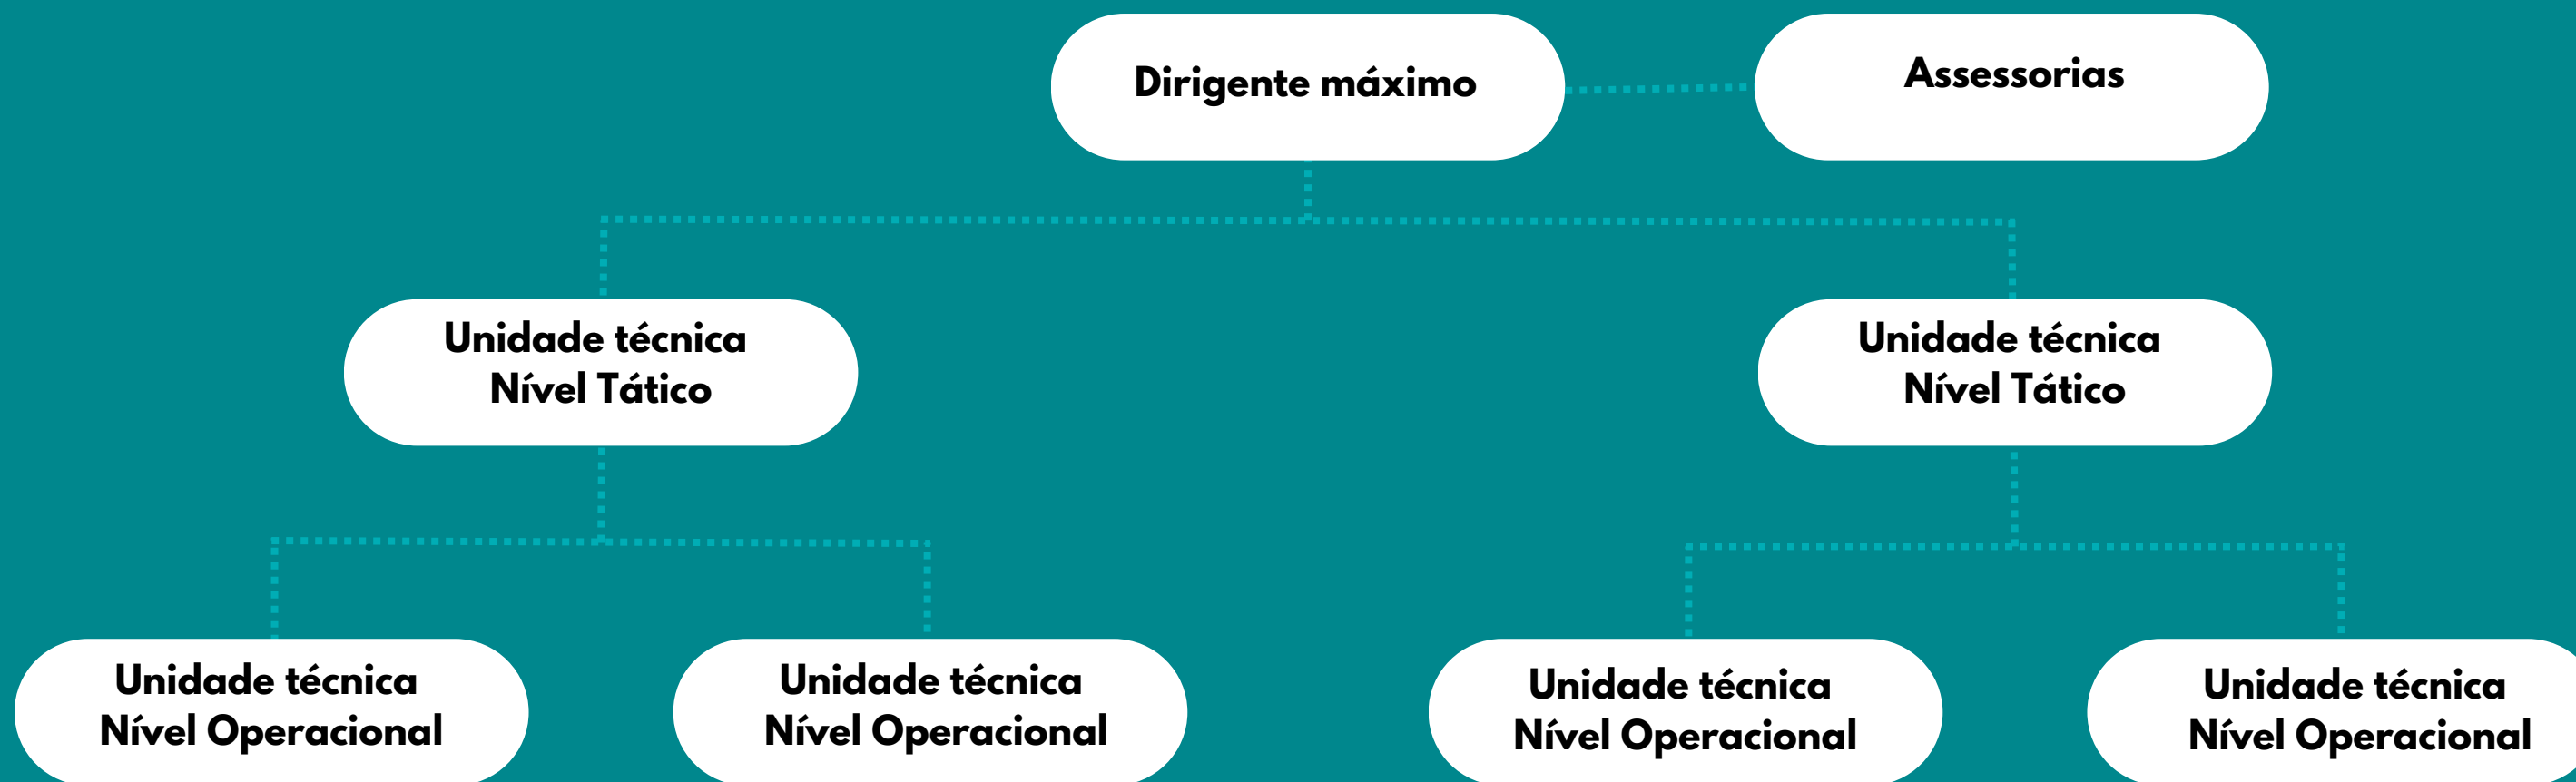 Dirigente máximo
Assessorias
Unidade técnica
Nível Tático
Unidade técnica
Nível Tático
Unidade técnica
Nível Operacional
Unidade técnica
Nível Operacional
Unidade técnica
Nível Operacional
Unidade técnica
Nível Operacional